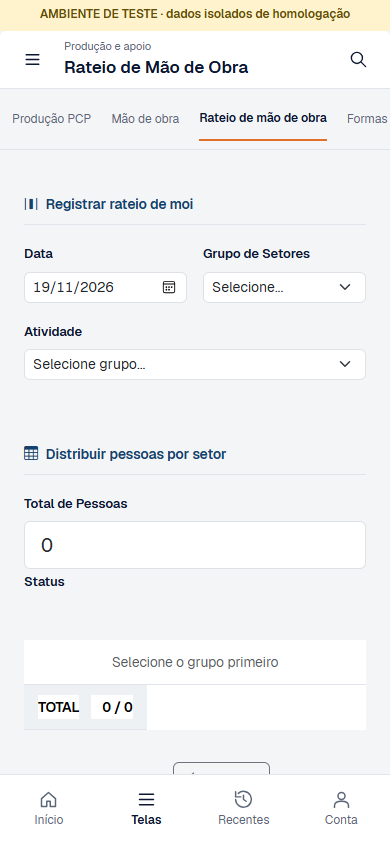 AMBIENTE DE TESTE · dados isolados de homologação
Produção e apoio
Rateio de Mão de Obra
Produção PCP Mão de obra Rateio de mão de obra Formas
Registrar rateio de moi
Data Grupo de Setores
19/11/2026 Selecione...
Atividade
Selecione grupo...
Distribuir pessoas por setor
Total de Pessoas
0
Status
Selecione o grupo primeiro
TOTAL 0 / 0
Início Telas Recentes Conta